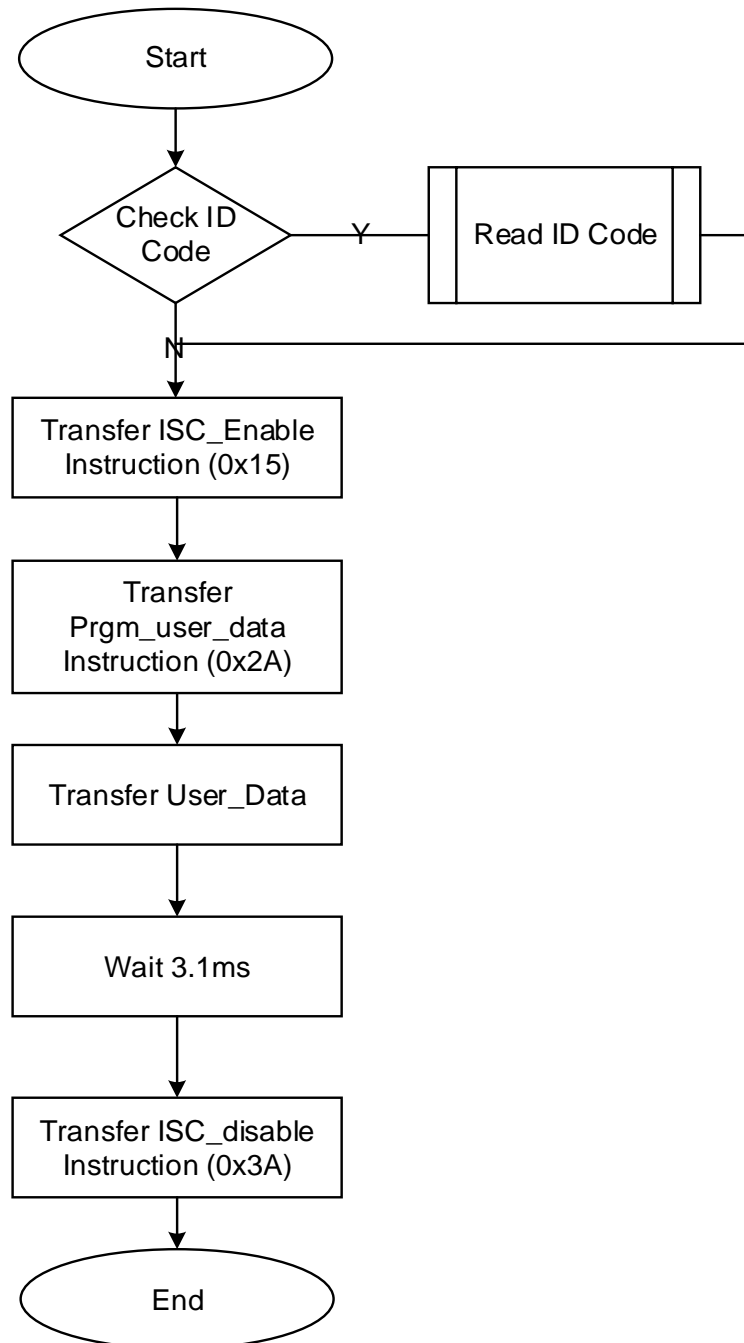 Start
Check ID
Code
Y
Read ID Code
N
Transfer ISC_Enable
Instruction (0x15)
Transfer
Prgm_user_data
Instruction (0x2A)
Transfer User_Data
Wait 3.1ms
Transfer ISC_disable
Instruction (0x3A)
End